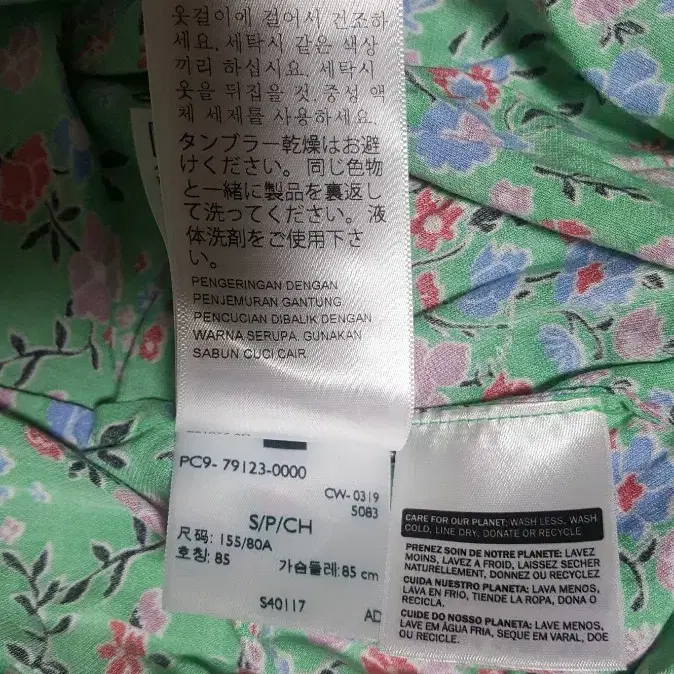 옷걸이에 걸어서 건조하
세요. 세탁시 같은 색상
끼리 하십시요. 세탁시
옷을 뒤집을 것. 중성 액
체 세제를 사용하세요.
タンブラー乾燥はお避
けください。同じ色物
と一緒に製品を裏返し
て洗ってください。液
体洗剤をご使用下さ
い。
PENGERINGAN DENGAN
PENJEMURAN GANTUNG
PENCUCIAN DIBALIK DENGAN
WARNA SERUPA. GUNAKAN
SABUN CUCI CAIR.
PC9- 79123-0000
CW- 0319
5083
S/P/CH
尺码: 155/80A
호칭: 85 가슴둘레: 85 cm
S40117 AD
CARE FOR OUR PLANET: WASH LESS, WASH
COLD, LINE DRY, DONATE OR RECYCLE.
PRENEZ SOIN DE NOTRE PLANETE: LAVEZ
MOINS, LAVEZ A FROID, LAISSEZ SECHER
NATURELLEMENT, DONNEZ OU RECYCLEZ
CUIDA NUESTRO PLANETA: LAVA MENOS,
LAVA EN FRIO, TIENDE LA ROPA, DONA O
RECICLA.
CUIDE DO NOSSO PLANETA: LAVE MENOS,
LAVE EM ÁGUA FRIA, SEQUE EM VARAL, DOE
OU RECICLE.